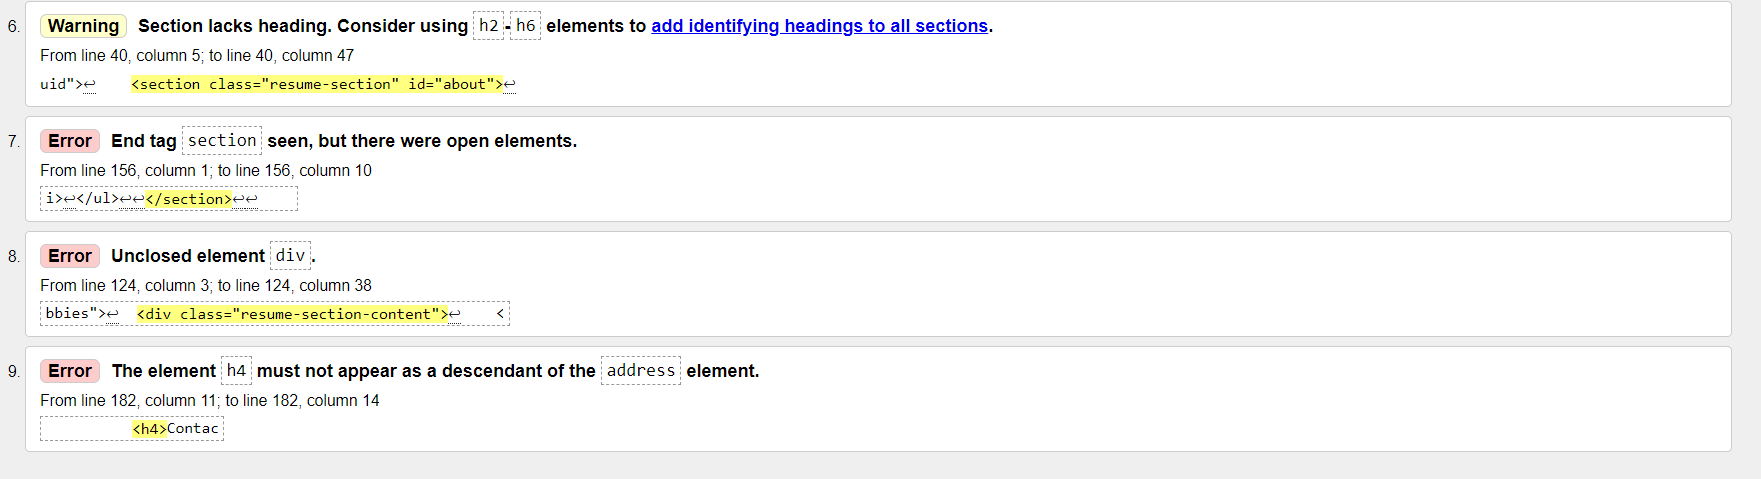 6. Warning Section lacks heading. Consider using h2-h6 elements to add identifying headings to all sections.
From line 40, column 5; to line 40, column 47
uid">↩    <section class="resume-section" id="about">↩
7. Error End tag section seen, but there were open elements.
From line 156, column 1; to line 156, column 10
i>↩</ul>↩↩</section>↩↩
8. Error Unclosed element div.
From line 124, column 3; to line 124, column 38
bbies">↩  <div class="resume-section-content">↩    <
9. Error The element h4 must not appear as a descendant of the address element.
From line 182, column 11; to line 182, column 14
<h4>Contac